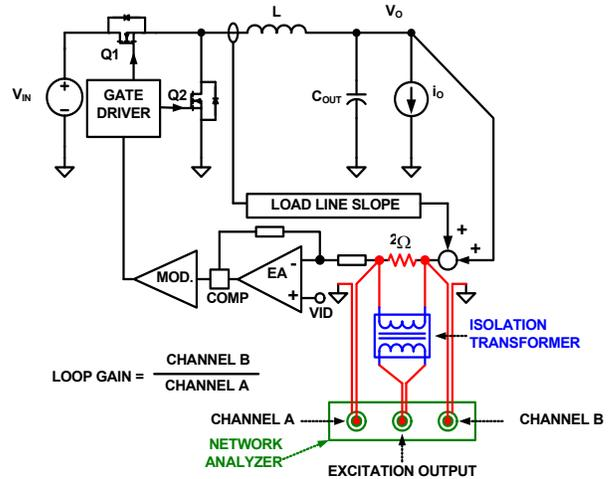 L
VO
Q1
VIN
+
−
GATE
DRIVER
Q2
COUT
iO
LOAD LINE SLOPE
+
+
2Ω
MOD.
COMP
EA
-
+
VID
ISOLATION
TRANSFORMER
LOOP GAIN = CHANNEL B
CHANNEL A
CHANNEL A
CHANNEL B
NETWORK
ANALYZER
EXCITATION OUTPUT